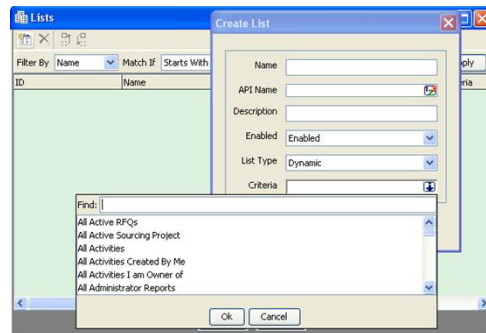 Lists
Create List
Filter By Name Match If Starts With
ID Name
Name
API Name
Description
Enabled Enabled
List Type Dynamic
Criteria
Find:
All Active RFQs
All Active Sourcing Project
All Activities
All Activities Created By Me
All Activities I am Owner of
All Administrator Reports
Ok Cancel